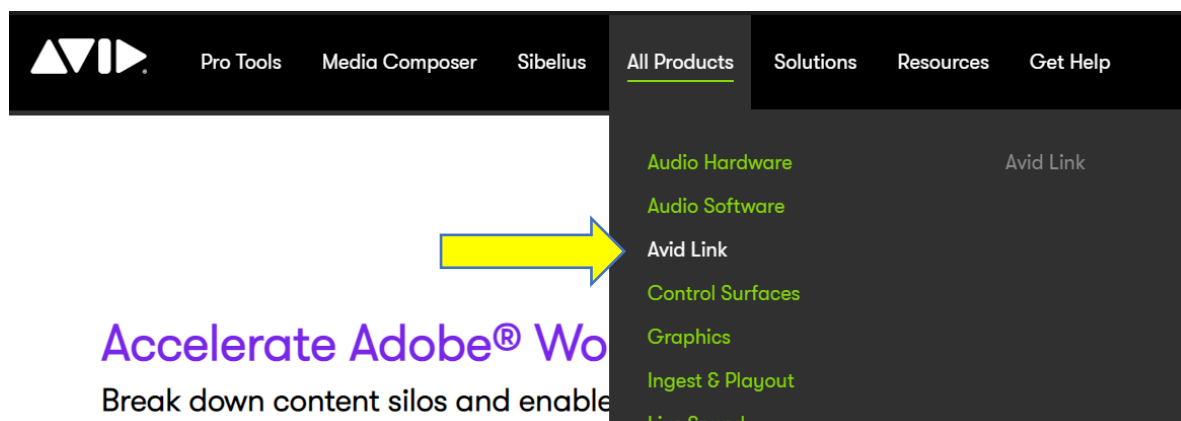 AVID Pro Tools Media Composer Sibelius All Products Solutions Resources Get Help
Audio Hardware Avid Link
Audio Software
Avid Link
Control Surfaces
Accelerate Adobe® Wo
Graphics
Ingest & Playout
Break down content silos and enable